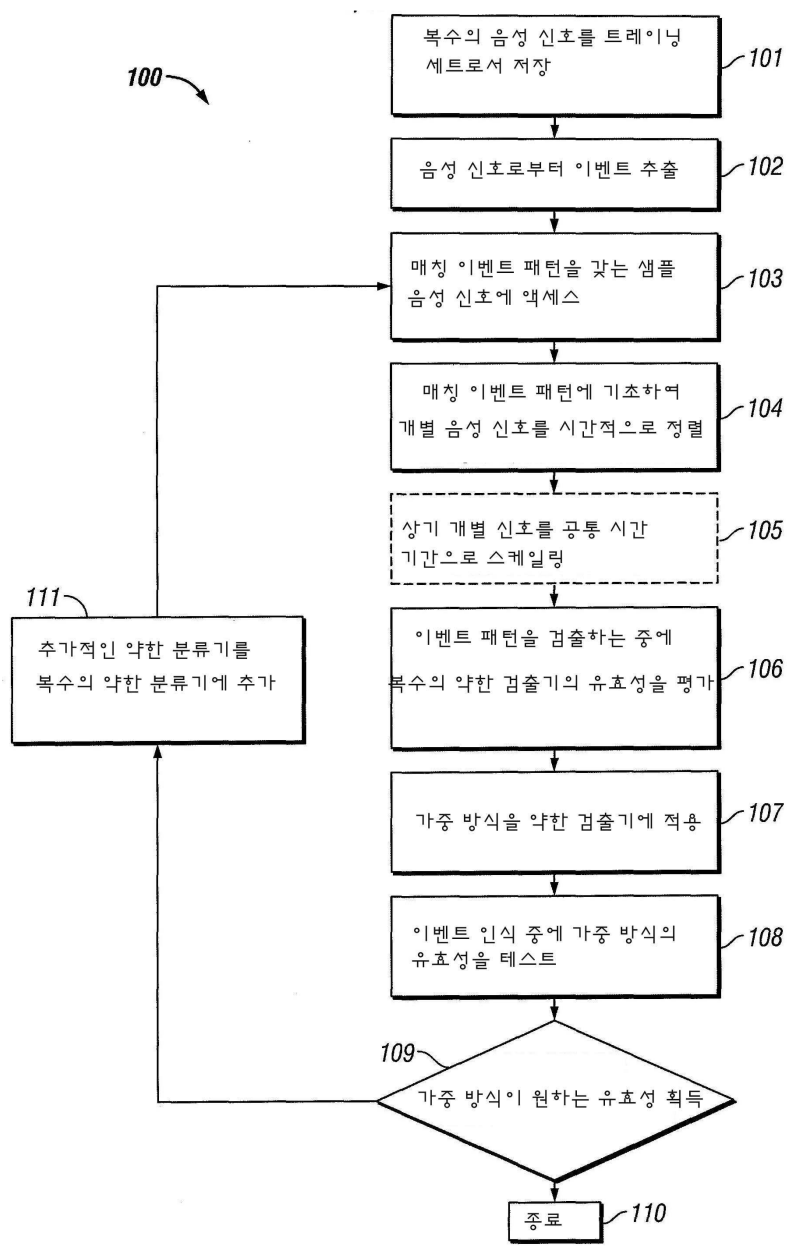 복수의 음성 신호를 트레이닝
세트로서 저장
101
100
음성 신호로부터 이벤트 추출
102
매칭 이벤트 패턴을 갖는 샘플
음성 신호에 액세스
103
매칭 이벤트 패턴에 기초하여
개별 음성 신호를 시간적으로 정렬
104
상기 개별 신호를 공통 시간
기간으로 스케일링
105
111
추가적인 약한 분류기를
복수의 약한 분류기에 추가
이벤트 패턴을 검출하는 중에
복수의 약한 검출기의 유효성을 평가
106
가중 방식을 약한 검출기에 적용
107
이벤트 인식 중에 가중 방식의
유효성을 테스트
108
109
가중 방식이 원하는 유효성 획득
종료
110